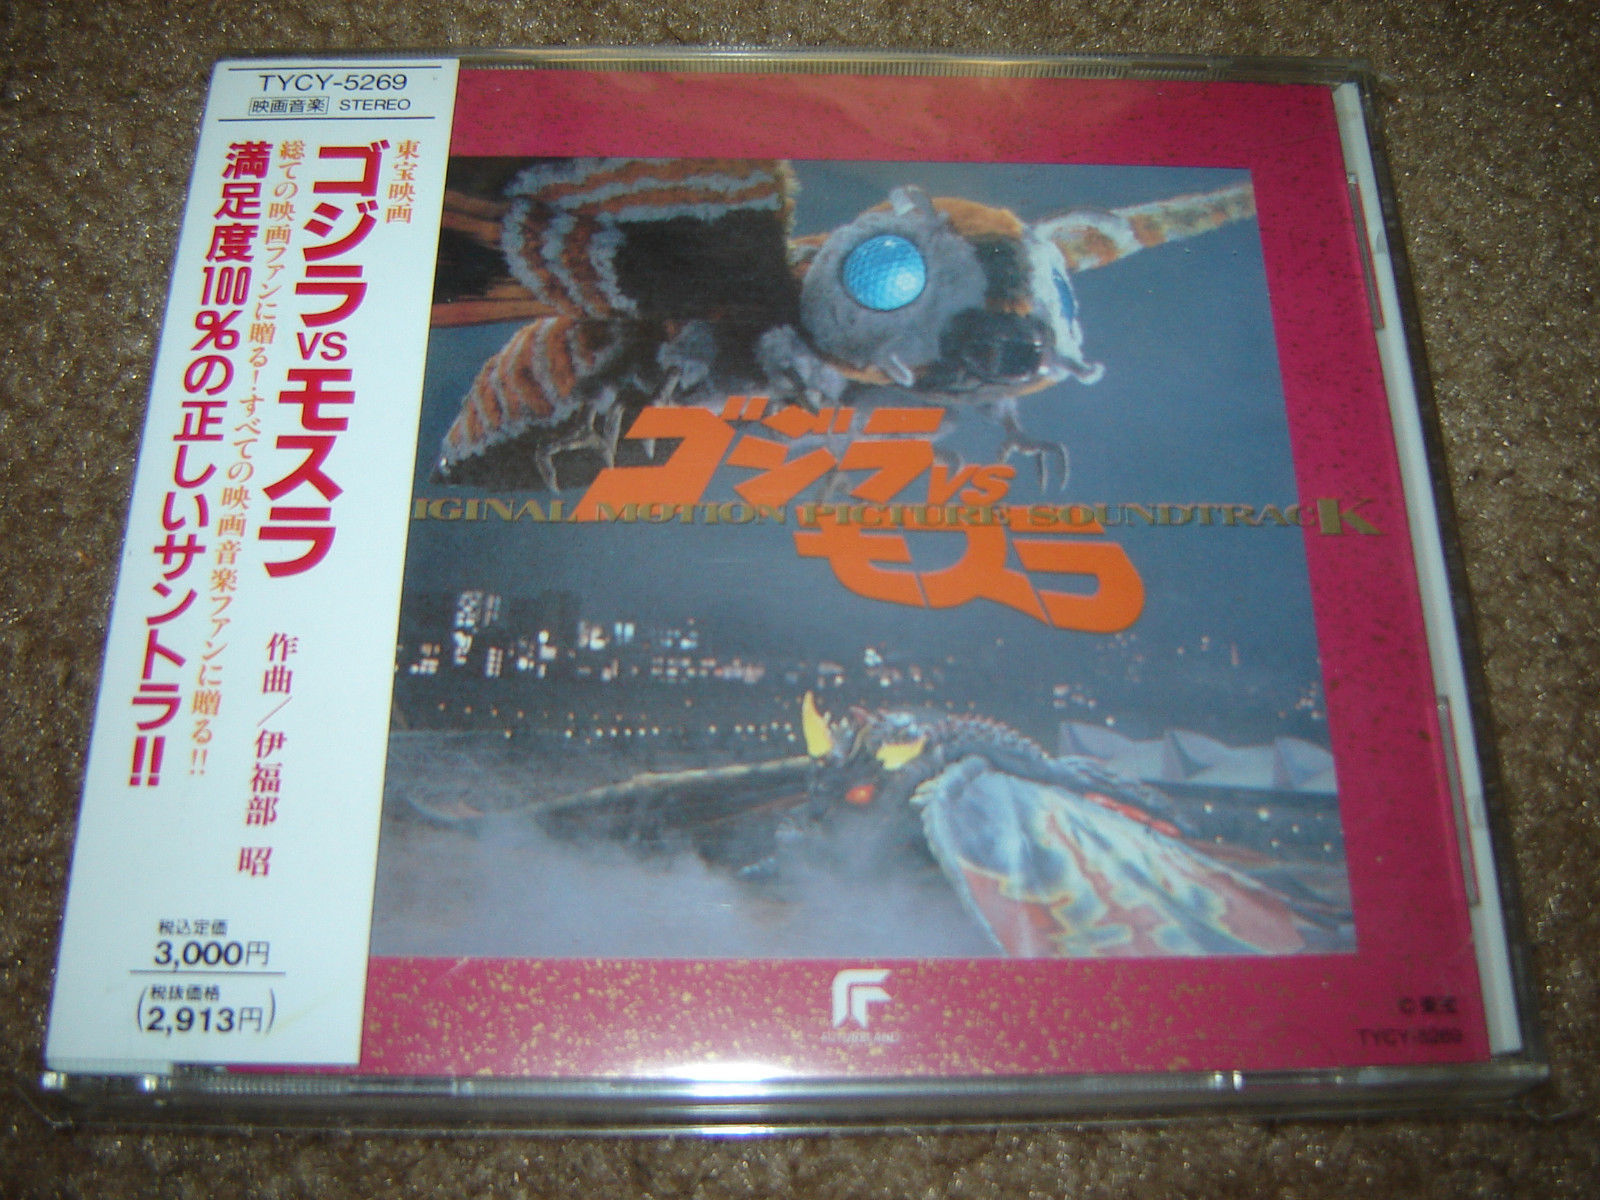 TYCY-5269
映画音楽 STEREO
東宝映画
ゴジラVSモスラ
作曲/伊福部 昭
総ての映画ファンに贈る!すべての映画音楽ファンに贈る!!
満足度100%の正しいサントラ!!
税込定価
3,000円
(税抜価格
2,913円)
ゴジラVS
IGINAL MOTION PICTURE SOUNDTRACK
モスラ
FUTURELAND
© 東宝
TYCY-5269